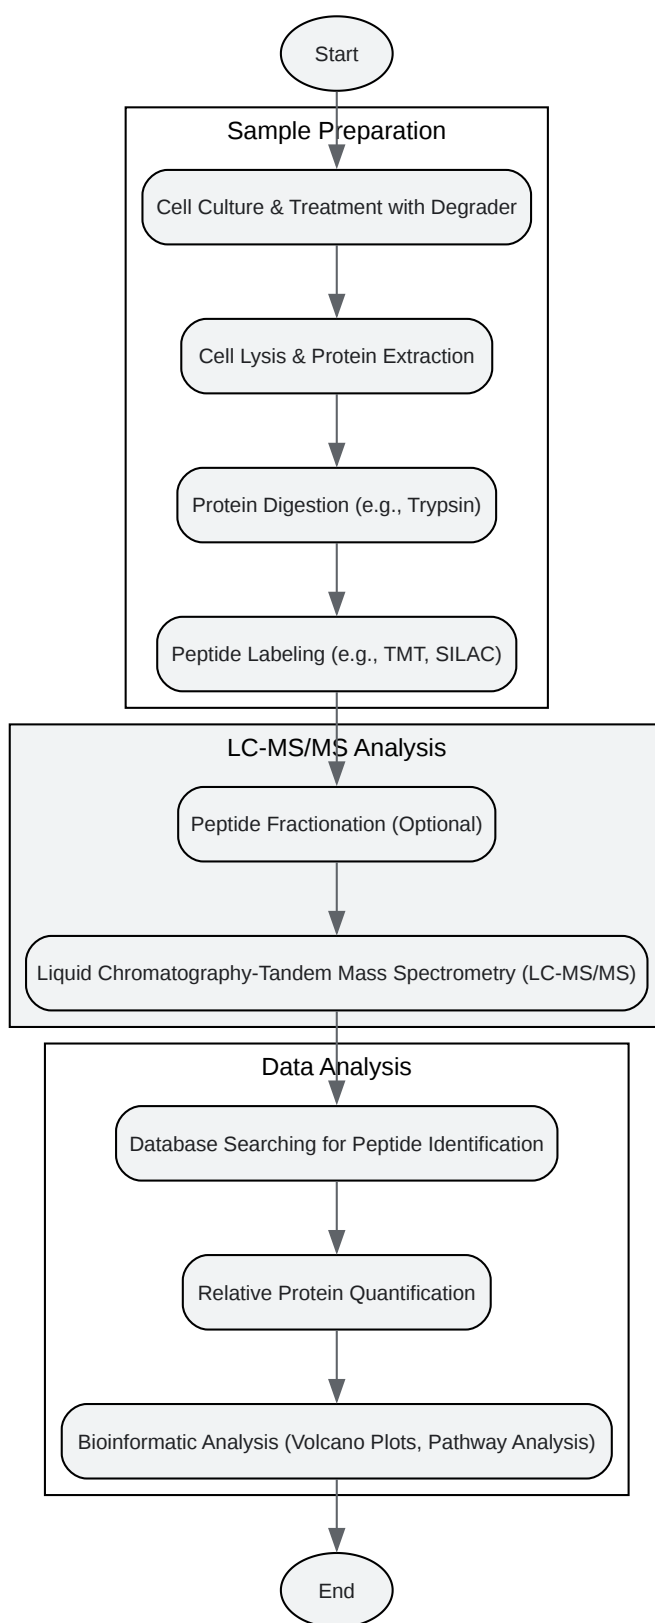 Start
Sample Preparation
Cell Culture & Treatment with Degrader
Cell Lysis & Protein Extraction
Protein Digestion (e.g., Trypsin)
Peptide Labeling (e.g., TMT, SILAC)
LC-MS/MS Analysis
Peptide Fractionation (Optional)
Liquid Chromatography-Tandem Mass Spectrometry (LC-MS/MS)
Data Analysis
Database Searching for Peptide Identification
Relative Protein Quantification
Bioinformatic Analysis (Volcano Plots, Pathway Analysis)
End